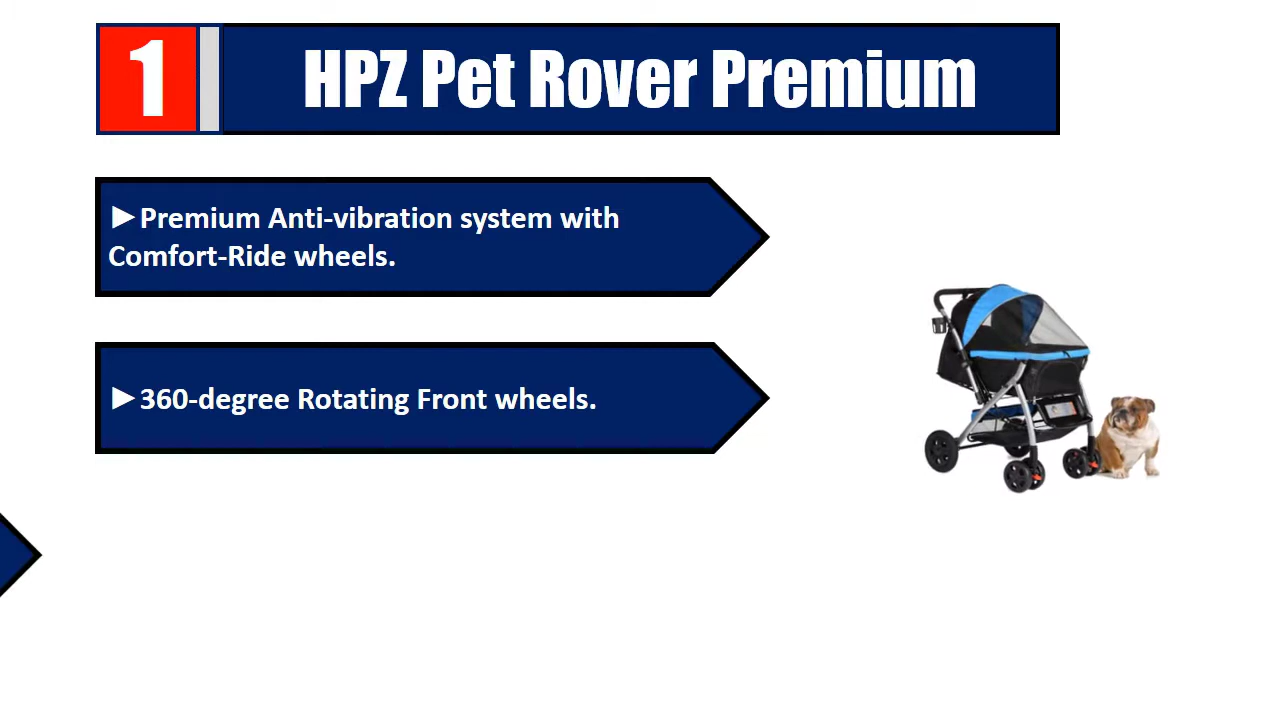 1
HPZ Pet Rover Premium
►Premium Anti-vibration system with
Comfort-Ride wheels.
►360-degree Rotating Front wheels.